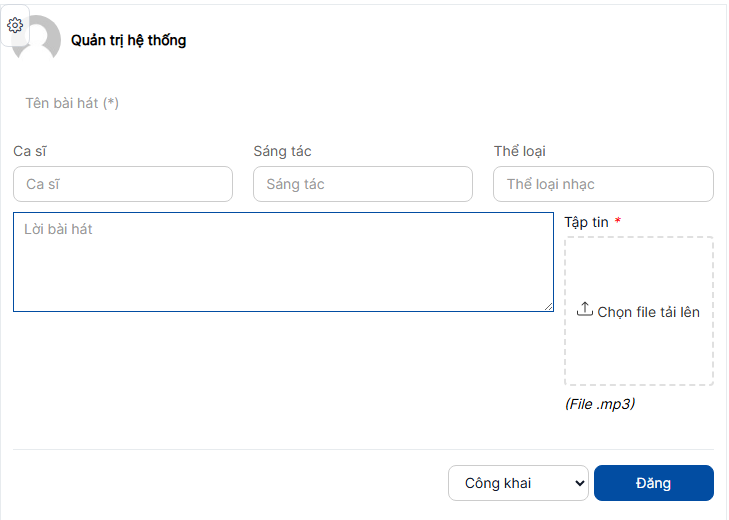 Quản trị hệ thống
Tên bài hát (*)
Ca sĩ Sáng tác Thể loại
Ca sĩ Sáng tác Thể loại nhạc
Lời bài hát
Tập tin *
Chọn file tải lên
(File .mp3)
Công khai Đăng